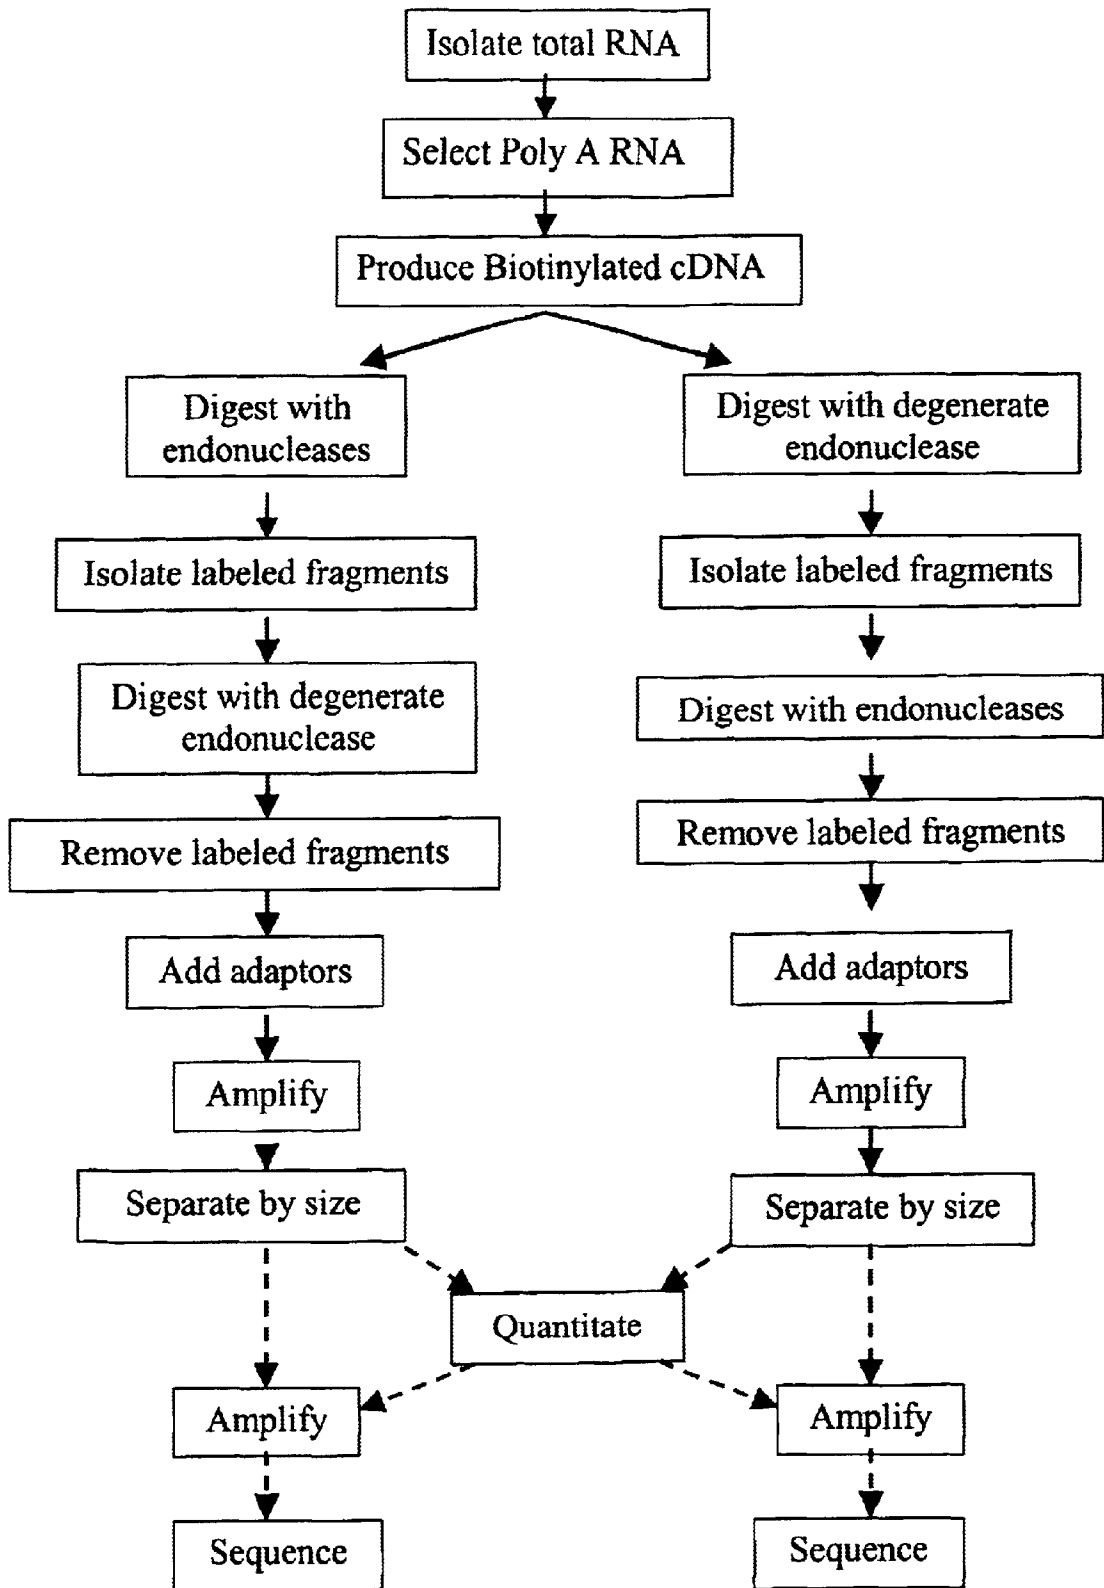 Isolate total RNA
Select Poly A RNA
Produce Biotinylated cDNA
Digest with
endonucleases
Isolate labeled fragments
Digest with degenerate
endonuclease
Remove labeled fragments
Add adaptors
Amplify
Separate by size
Digest with degenerate
endonuclease
Isolate labeled fragments
Digest with endonucleases
Remove labeled fragments
Add adaptors
Amplify
Separate by size
Quantitate
Amplify
Sequence
Amplify
Sequence